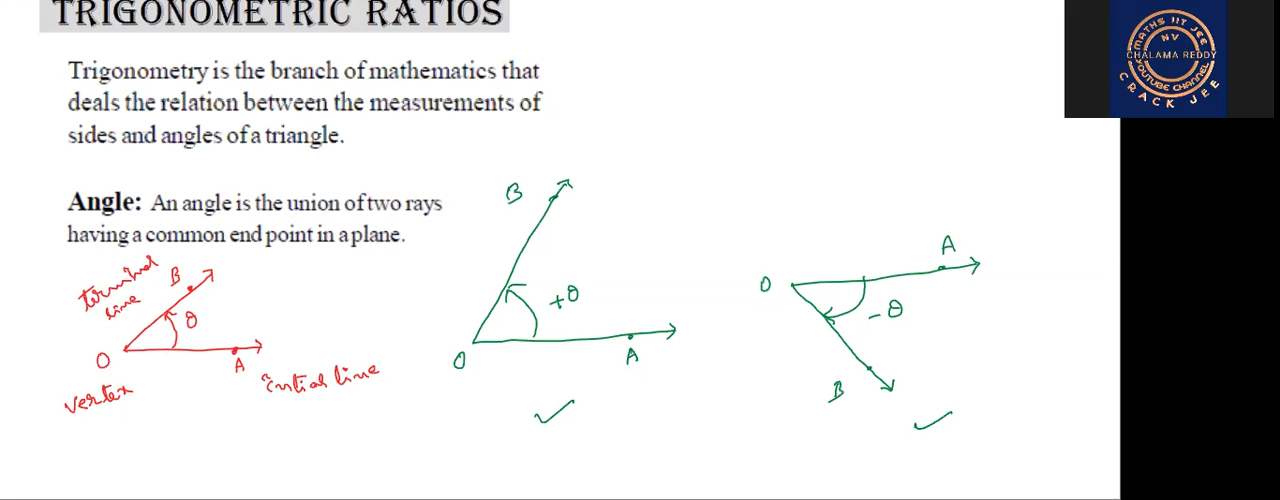 TRIGONOMETRIC RATIOS
Trigonometry is the branch of mathematics that
deals the relation between the measurements of
sides and angles of a triangle.
Angle: An angle is the union of two rays
having a common end point in a plane.
terminal
line
B
θ
O
A
vertex
initial line
B
+θ
O
A
A
O
-θ
B
MATHS IIT JEE
NV
CHALAMA REDDY
YOUTUBE CHANNEL
CRACK JEE